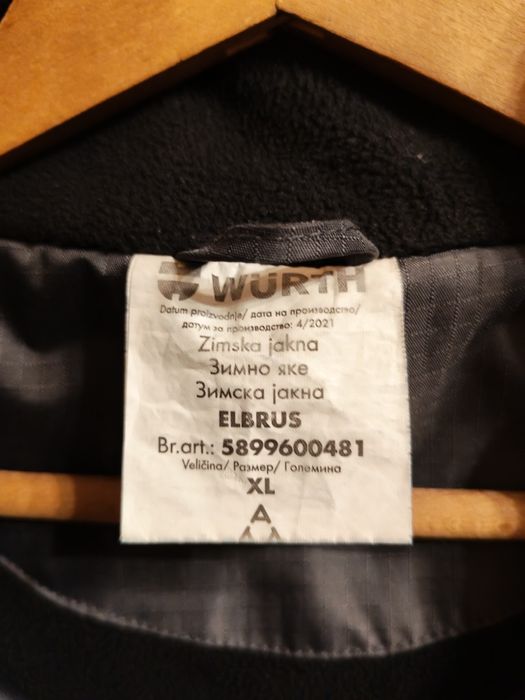 WÜRTH
Datum proizvodnje/ дата на производство/
датум за производство: 4/2021
Zimska jakna
Зимно яке
Зимска јакна
ELBRUS
Br.art.: 5899600481
Veličina/ Размер/ Големина
XL
A